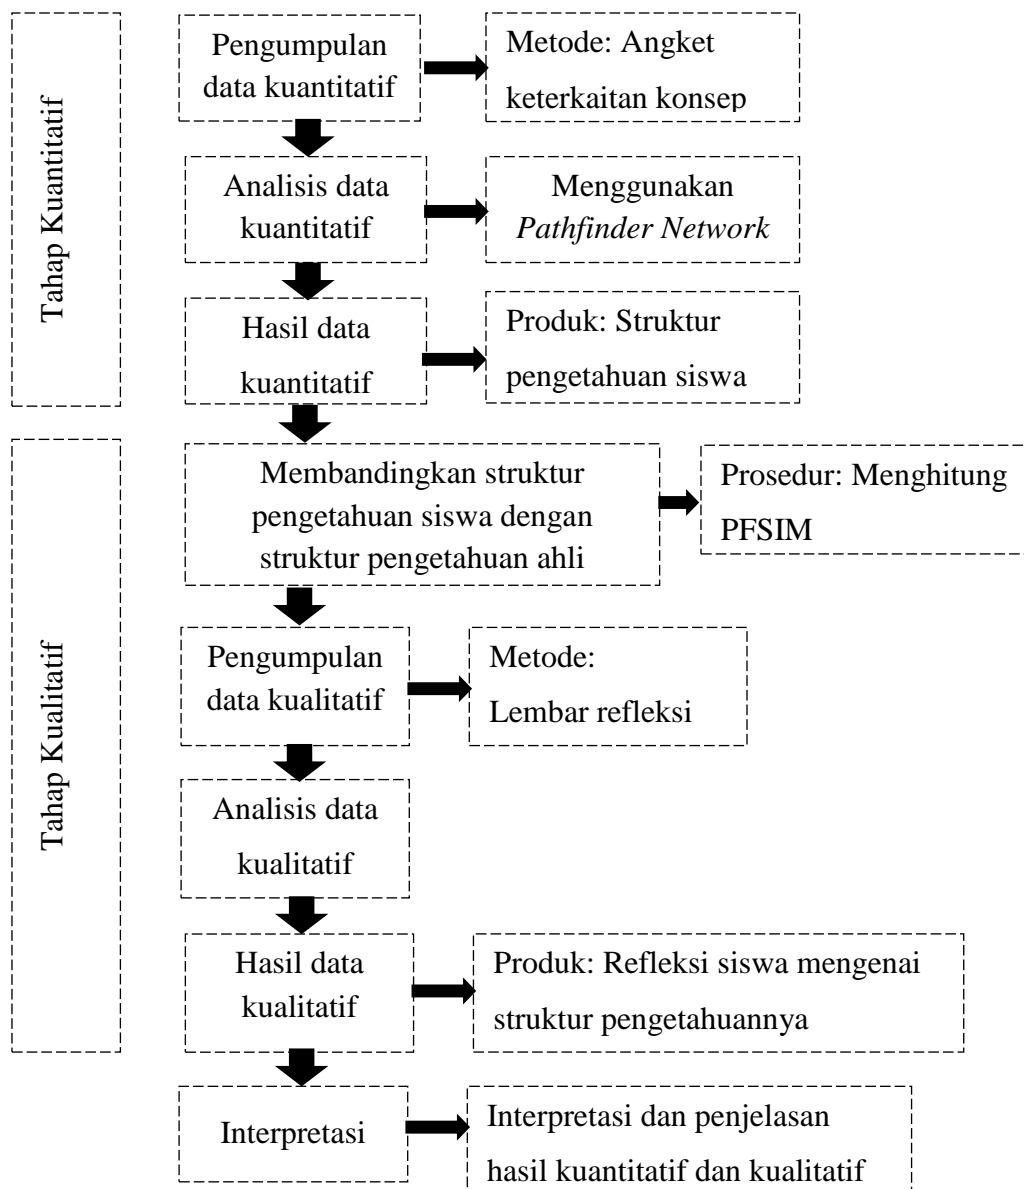 Tahap Kuantitatif
Pengumpulan
data kuantitatif
Metode: Angket
keterkaitan konsep
Analisis data
kuantitatif
Menggunakan
Pathfinder Network
Hasil data
kuantitatif
Produk: Struktur
pengetahuan siswa
Tahap Kualitatif
Membandingkan struktur
pengetahuan siswa dengan
struktur pengetahuan ahli
Prosedur: Menghitung
PFSIM
Pengumpulan
data kualitatif
Metode:
Lembar refleksi
Analisis data
kualitatif
Hasil data
kualitatif
Produk: Refleksi siswa mengenai
struktur pengetahuannya
Interpretasi
Interpretasi dan penjelasan
hasil kuantitatif dan kualitatif